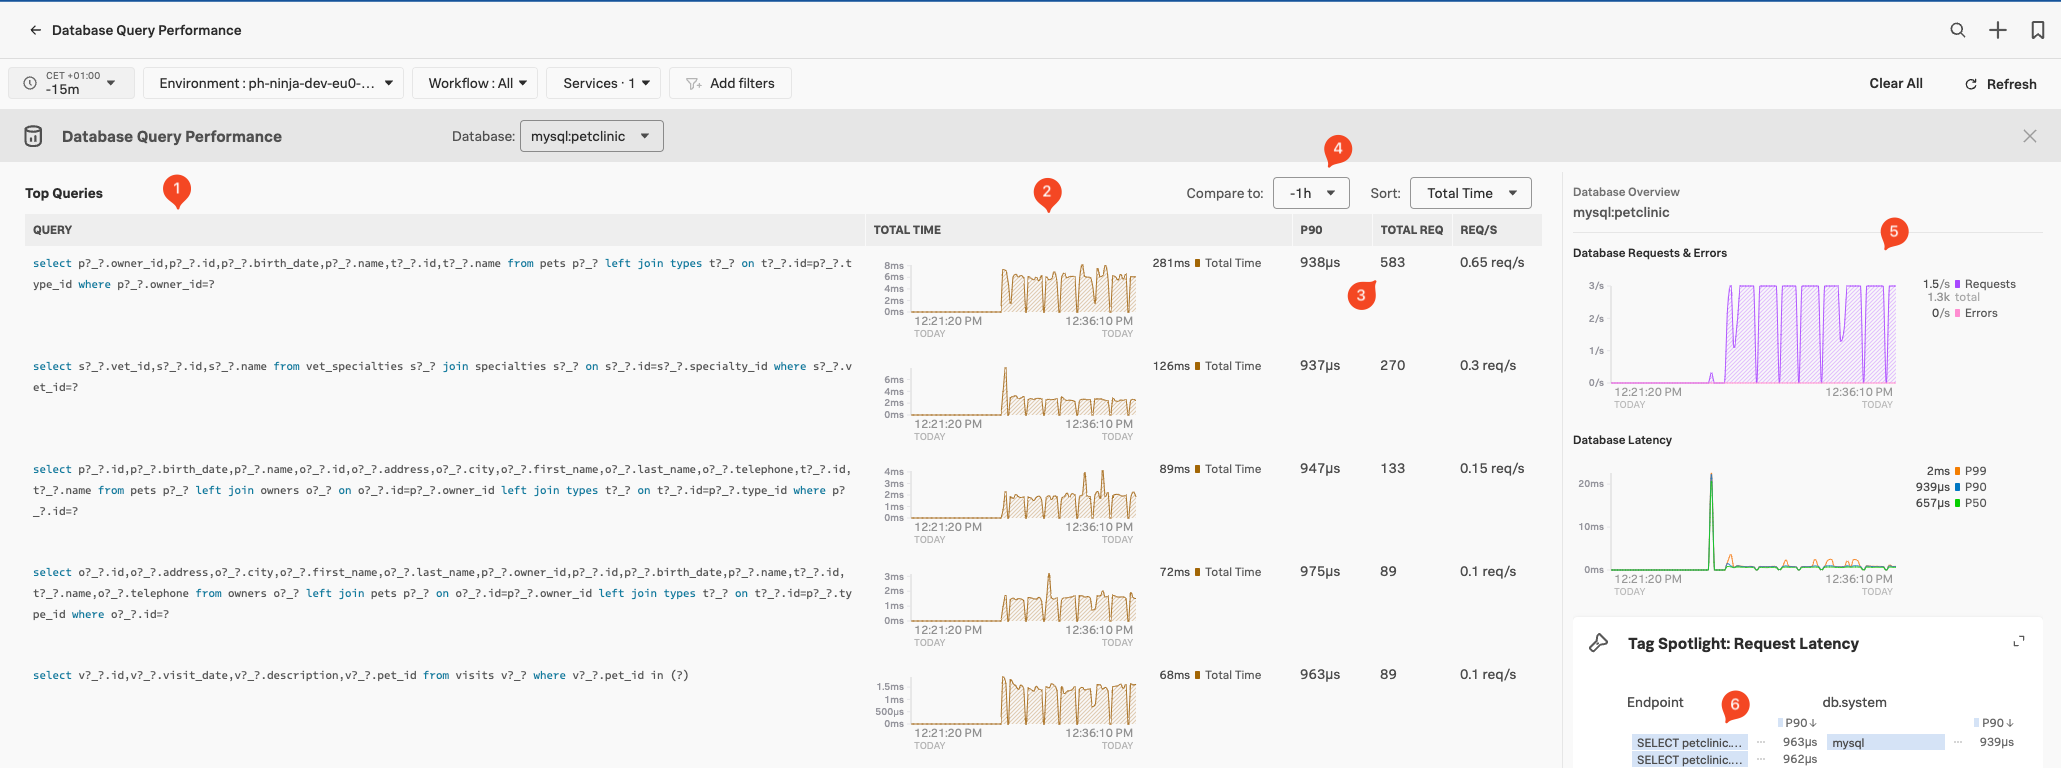 Database Query Performance
CET +01:00
-15m
Environment : ph-ninja-dev-eu0-...
Workflow : All
Services · 1
Add filters
Clear All
Refresh
Database Query Performance
Database:
mysql:petclinic
4
Top Queries
1
2
Compare to:
-1h
Sort:
Total Time
QUERY
TOTAL TIME
P90
TOTAL REQ
REQ/S
select p?_?.owner_id,p?_?.id,p?_?.birth_date,p?_?.name,t?_?.id,t?_?.name from pets p?_? left join types t?_? on t?_?.id=p?_?.t
ype_id where p?_?.owner_id=?
8ms
6ms
4ms
2ms
0ms
12:21:20 PM
TODAY
12:36:10 PM
TODAY
281ms Total Time
938µs
583
0.65 req/s
3
select s?_?.vet_id,s?_?.id,s?_?.name from vet_specialties s?_? join specialties s?_? on s?_?.id=s?_?.specialty_id where s?_?.v
et_id=?
6ms
4ms
2ms
0ms
12:21:20 PM
TODAY
12:36:10 PM
TODAY
126ms Total Time
937µs
270
0.3 req/s
select p?_?.id,p?_?.birth_date,p?_?.name,o?_?.id,o?_?.address,o?_?.city,o?_?.first_name,o?_?.last_name,o?_?.telephone,t?_?.id,
t?_?.name from pets p?_? left join owners o?_? on o?_?.id=p?_?.owner_id left join types t?_? on t?_?.id=p?_?.type_id where p?
_?.id=?
4ms
3ms
2ms
1ms
0ms
12:21:20 PM
TODAY
12:36:10 PM
TODAY
89ms Total Time
947µs
133
0.15 req/s
select o?_?.id,o?_?.address,o?_?.city,o?_?.first_name,o?_?.last_name,p?_?.owner_id,p?_?.id,p?_?.birth_date,p?_?.name,t?_?.id,
t?_?.name,o?_?.telephone from owners o?_? left join pets p?_? on o?_?.id=p?_?.owner_id left join types t?_? on t?_?.id=p?_?.ty
pe_id where o?_?.id=?
3ms
2ms
1ms
0ms
12:21:20 PM
TODAY
12:36:10 PM
TODAY
72ms Total Time
975µs
89
0.1 req/s
select v?_?.id,v?_?.visit_date,v?_?.description,v?_?.pet_id from visits v?_? where v?_?.pet_id in (?)
1.5ms
1ms
500µs
0ms
12:21:20 PM
TODAY
12:36:10 PM
TODAY
68ms Total Time
963µs
89
0.1 req/s
Database Overview
mysql:petclinic
5
Database Requests & Errors
3/s
2/s
1/s
0/s
12:21:20 PM
TODAY
12:36:10 PM
TODAY
1.5/s Requests
1.3k total
0/s Errors
Database Latency
20ms
10ms
0ms
12:21:20 PM
TODAY
12:36:10 PM
TODAY
2ms P99
939µs P90
657µs P50
Tag Spotlight: Request Latency
6
Endpoint
P90↓
SELECT petclinic.... ... 963µs
SELECT petclinic.... ... 962µs
db.system
P90↓
mysql ... 939µs